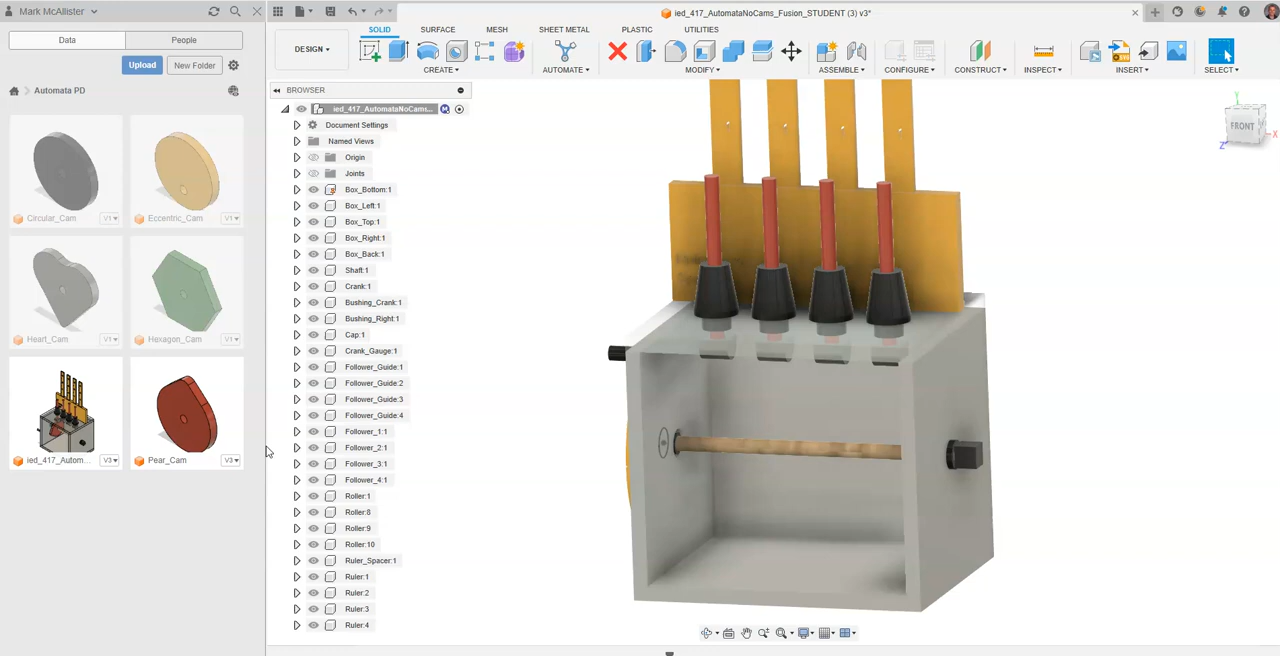 Mark McAllister
ied_417_AutomataNoCams_Fusion_STUDENT (3) v3*
Data
People
Upload
New Folder
Automata PD
Circular_Cam
V1
Eccentric_Cam
V1
Heart_Cam
V1
Hexagon_Cam
V1
ied_417_Autom...
V3
Pear_Cam
V3
DESIGN
SOLID
SURFACE
MESH
SHEET METAL
PLASTIC
UTILITIES
CREATE
AUTOMATE
MODIFY
ASSEMBLE
CONFIGURE
CONSTRUCT
INSPECT
INSERT
SELECT
BROWSER
ied_417_AutomataNoCams...
Document Settings
Named Views
Origin
Joints
Box_Bottom:1
Box_Left:1
Box_Top:1
Box_Right:1
Box_Back:1
Shaft:1
Crank:1
Bushing_Crank:1
Bushing_Right:1
Cap:1
Crank_Gauge:1
Follower_Guide:1
Follower_Guide:2
Follower_Guide:3
Follower_Guide:4
Follower_1:1
Follower_2:1
Follower_3:1
Follower_4:1
Roller:1
Roller:8
Roller:9
Roller:10
Ruler_Spacer:1
Ruler:1
Ruler:2
Ruler:3
Ruler:4
Y
FRONT
X
Z